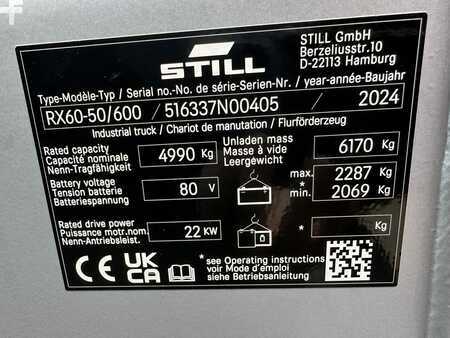 STILL
STILL GmbH
Berzeliusstr.10
D-22113 Hamburg
Type-Modèle-Typ / Serial no.-No. de série-Serien-Nr. / year-année-Baujahr
RX60-50/600 / 516337N00405 / 2024
Industrial truck / Chariot de manutation / Flurförderzeug
Rated capacity
Capacité nominale
Nenn-Tragfähigkeit
4990 Kg
Unladen mass
Masse à vide
Leergewicht
6170 Kg
Battery voltage
Tension batterie
Batteriespannung
80 V
max. 2287 Kg
*
min. 2069 Kg
Rated drive power
Puissance motr.nom.
Nenn-Antriebsleist.
22 KW
* Kg
CE UK
CA
*see Operating instructions
voir Mode d'emploi
siehe Betriebsanleitung